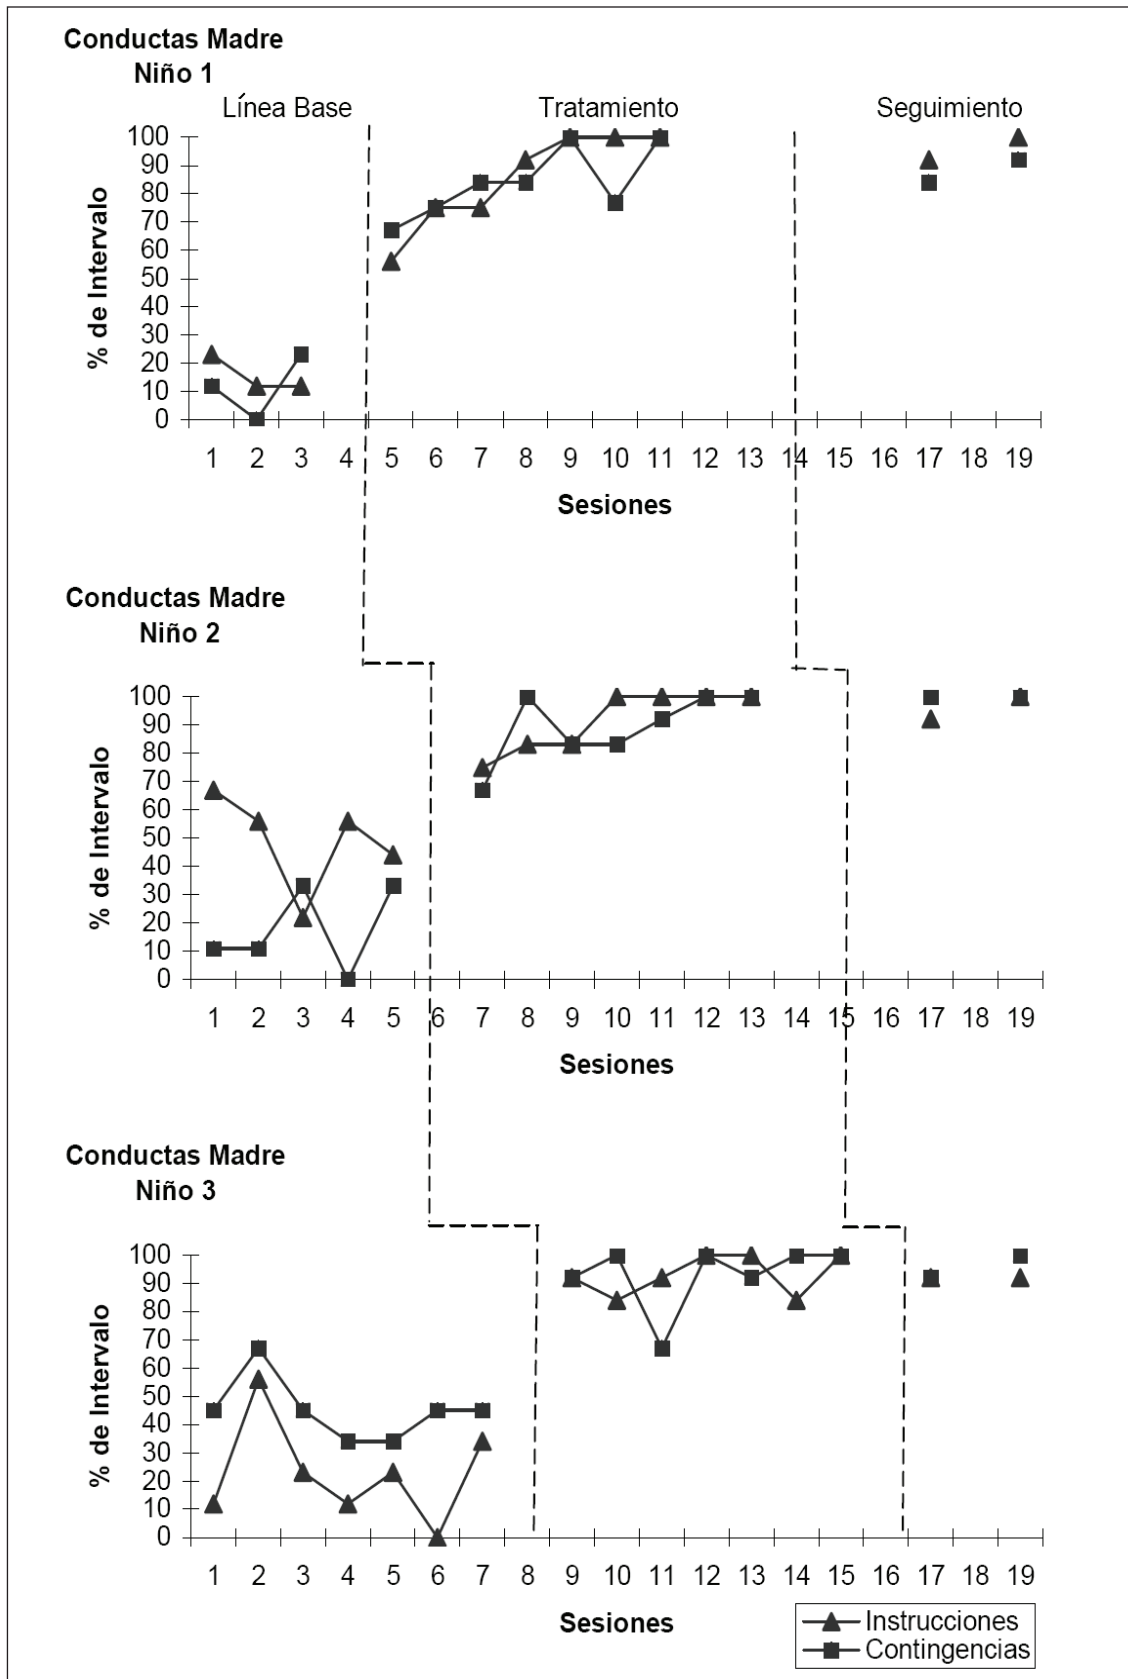 Conductas Madre
Niño 1
Línea Base Tratamiento Seguimiento
100
90
80
70
60
50
40
30
20
10
0
% de Intervalo
1 2 3 4 5 6 7 8 9 10 11 12 13 14 15 16 17 18 19
Sesiones
Conductas Madre
Niño 2
100
90
80
70
60
50
40
30
20
10
0
% de Intervalo
1 2 3 4 5 6 7 8 9 10 11 12 13 14 15 16 17 18 19
Sesiones
Conductas Madre
Niño 3
100
90
80
70
60
50
40
30
20
10
0
% de Intervalo
1 2 3 4 5 6 7 8 9 10 11 12 13 14 15 16 17 18 19
Sesiones
Instrucciones
Contingencias